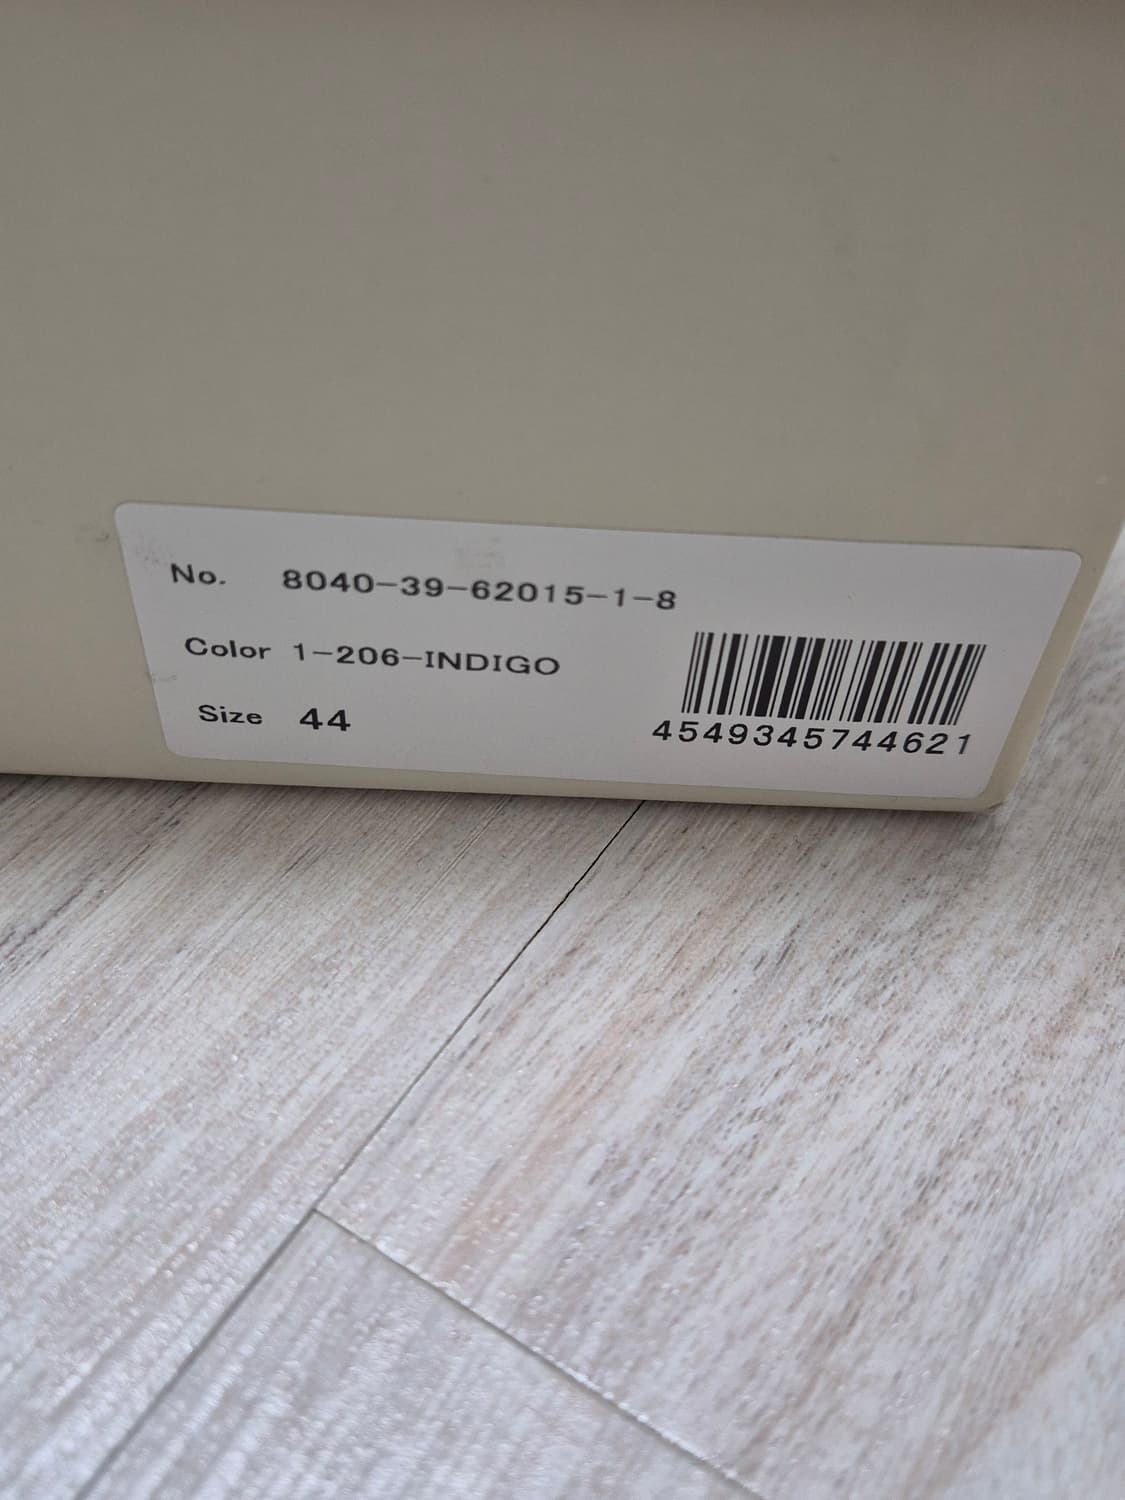 No. 8040-39-62015-1-8
Color 1-206-INDIGO
Size 44
4549345744621